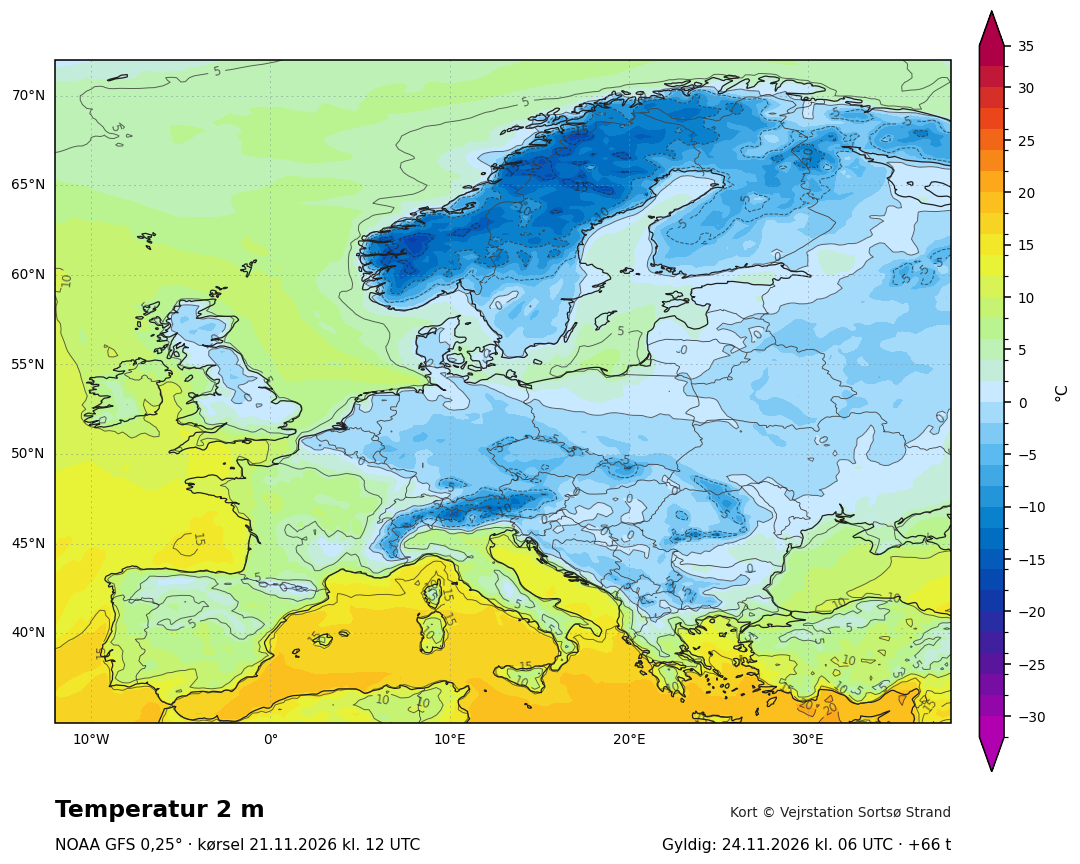 70°N
65°N
60°N
55°N
50°N
45°N
40°N
10°W
0°
10°E
20°E
30°E
35
30
25
20
15
10
5
0
−5
−10
−15
−20
−25
−30
°C
Temperatur 2 m
Kort © Vejrstation Sortsø Strand
NOAA GFS 0,25° · kørsel 21.11.2026 kl. 12 UTC
Gyldig: 24.11.2026 kl. 06 UTC · +66 t